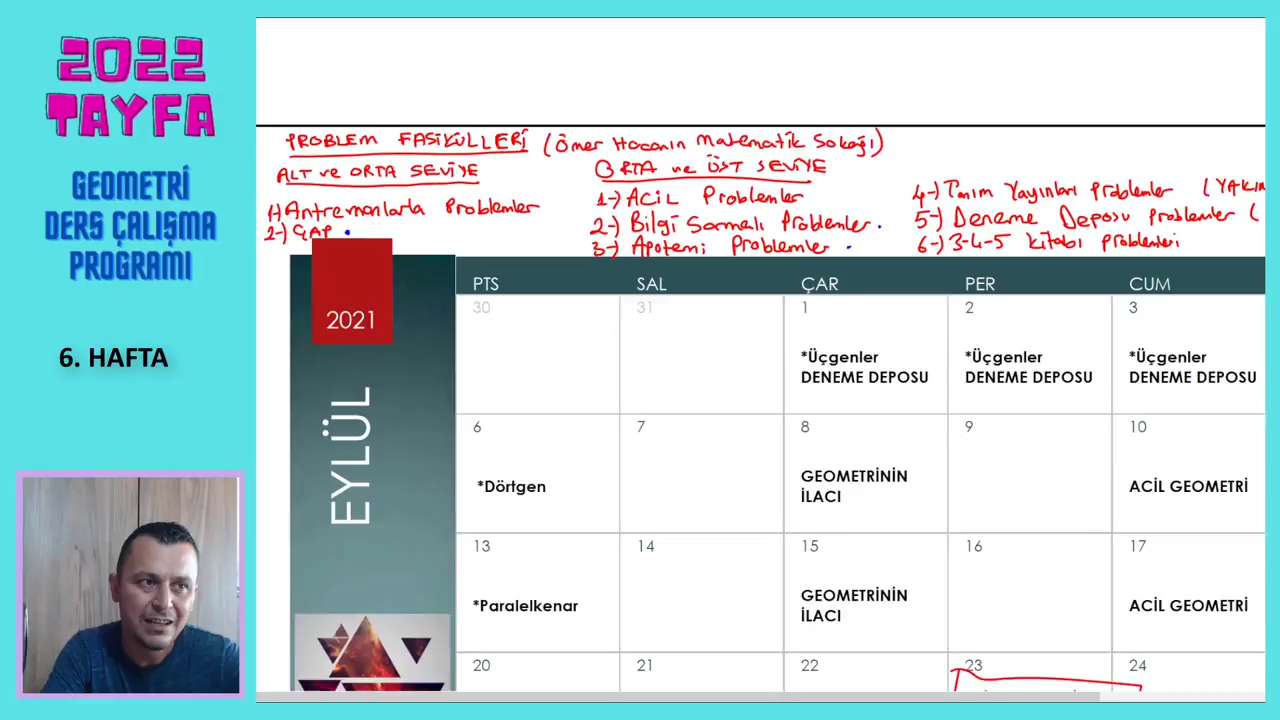 2022
TAYFA
GEOMETRİ
DERS ÇALIŞMA
PROGRAMI
6. HAFTA
PROBLEM FASİKÜLLERİ (Ömer Hocanın Matematik Sokağı)
ALT ve ORTA SEVİYE
1-) Antremanlarla Problemler
2-) ÇAP
ORTA ve ÜST SEVİYE
1-) Acil Problemler
2-) Bilgi Sarmalı Problemler
3-) Apotemi Problemler
4-) Tanım Yayınları Problemler (YAKIN
5-) Deneme Deposu Problemler (
6-) 3-4-5 Kitabı Problemleri
2021
EYLÜL
PTS SAL ÇAR PER CUM
30 31 1 2 3
*Üçgenler *Üçgenler *Üçgenler
DENEME DEPOSU DENEME DEPOSU DENEME DEPOSU
6 7 8 9 10
*Dörtgen GEOMETRİNİN İLACI ACİL GEOMETRİ
13 14 15 16 17
*Paralelkenar GEOMETRİNİN İLACI ACİL GEOMETRİ
20 21 22 23 24